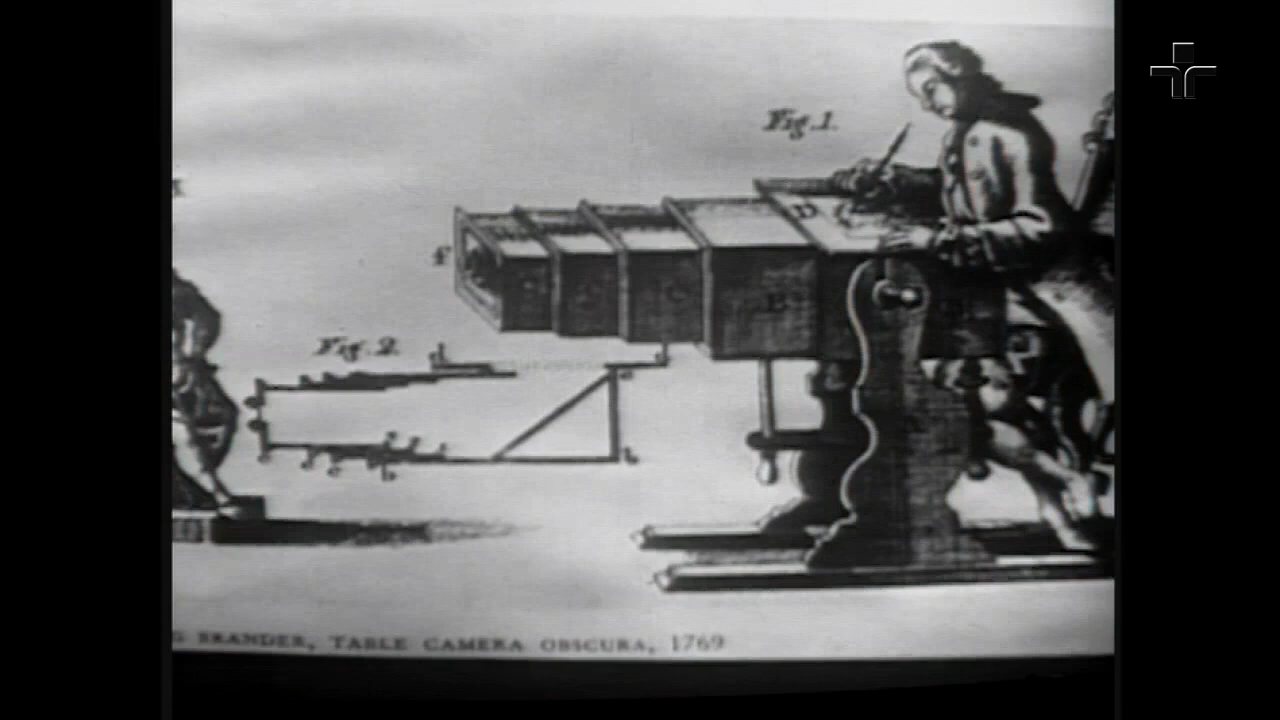 Fig. 1.
D
B
Fig. 2.
G BRANDER, TABLE CAMERA OBSCURA, 1769